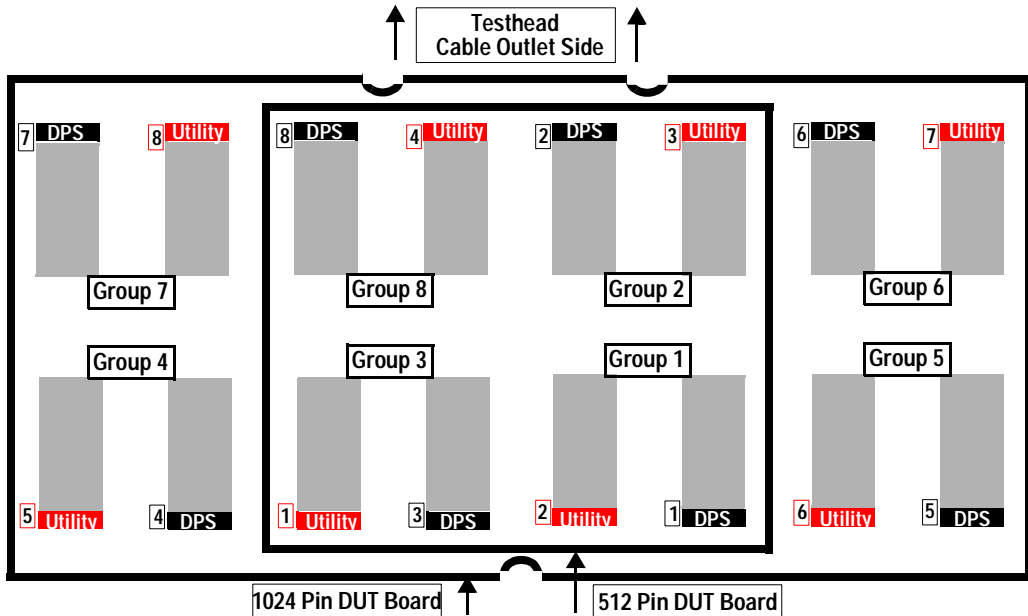 Testhead
Cable Outlet Side
7 DPS 8 Utility 8 DPS 4 Utility 2 DPS 3 Utility 6 DPS 7 Utility
Group 7 Group 8 Group 2 Group 6
Group 4 Group 3 Group 1 Group 5
5 Utility 4 DPS 1 Utility 3 DPS 2 Utility 1 DPS 6 Utility 5 DPS
1024 Pin DUT Board 512 Pin DUT Board